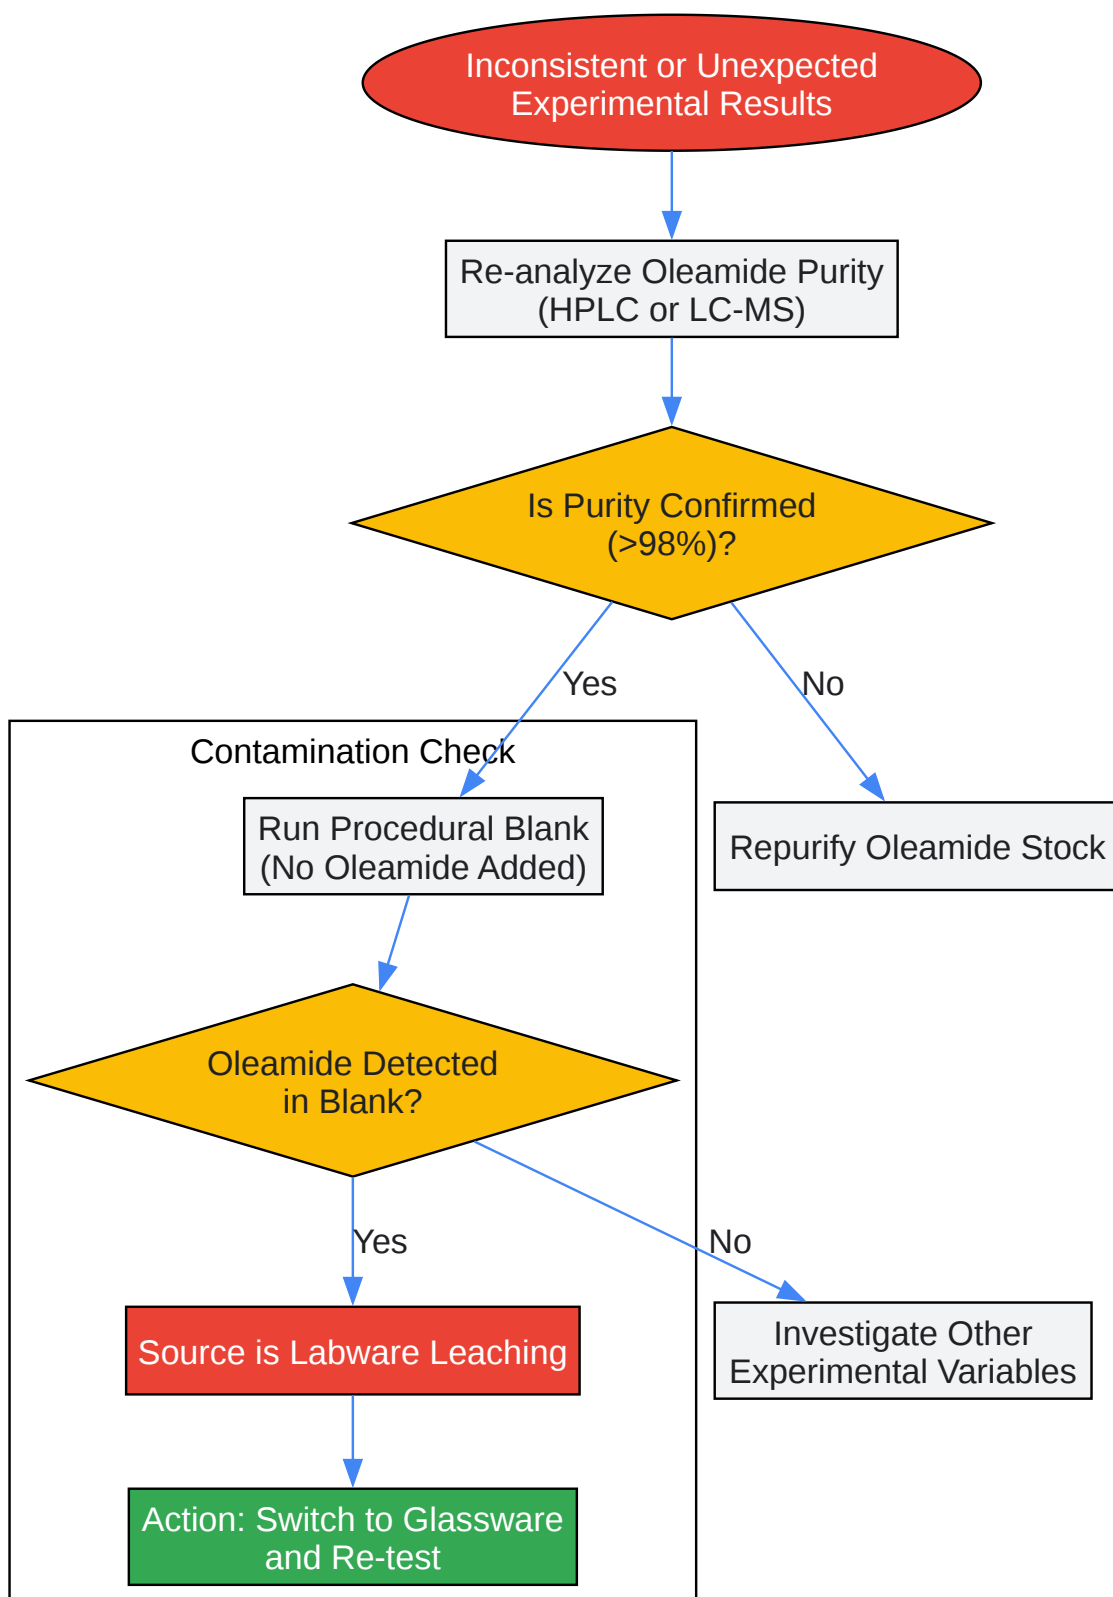 Inconsistent or Unexpected
Experimental Results
Re-analyze Oleamide Purity
(HPLC or LC-MS)
Is Purity Confirmed
(>98%)?
Yes
No
Contamination Check
Run Procedural Blank
(No Oleamide Added)
Repurify Oleamide Stock
Oleamide Detected
in Blank?
Yes
No
Source is Labware Leaching
Investigate Other
Experimental Variables
Action: Switch to Glassware
and Re-test